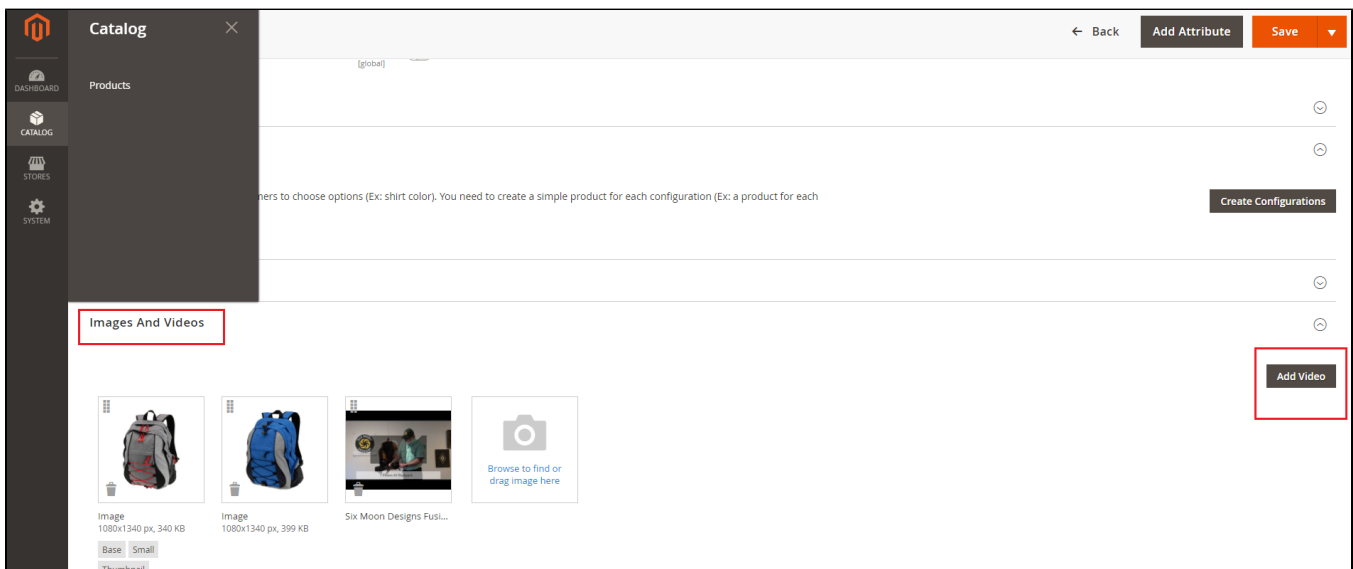 Catalog
Back
Add Attribute
Save
[global]
Products
DASHBOARD
CATALOG
STORES
SYSTEM
mers to choose options (Ex: shirt color). You need to create a simple product for each configuration (Ex: a product for each
Create Configurations
Images And Videos
Add Video
Browse to find or
drag image here
Image
1080x1340 px, 340 KB
Image
1080x1340 px, 399 KB
Six Moon Designs Fusi...
Base Small
Thumbnail